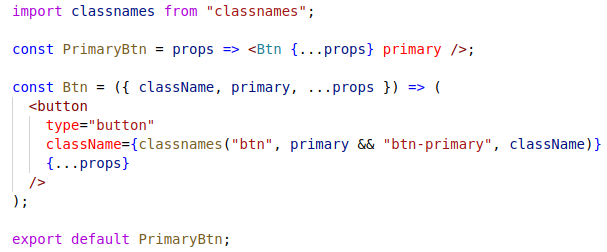 import classnames from "classnames";
const PrimaryBtn = props => <Btn {...props} primary />;
const Btn = ({ className, primary, ...props }) => (
  <button
    type="button"
    className={classnames("btn", primary && "btn-primary", className)}
    {...props}
  />
);
export default PrimaryBtn;